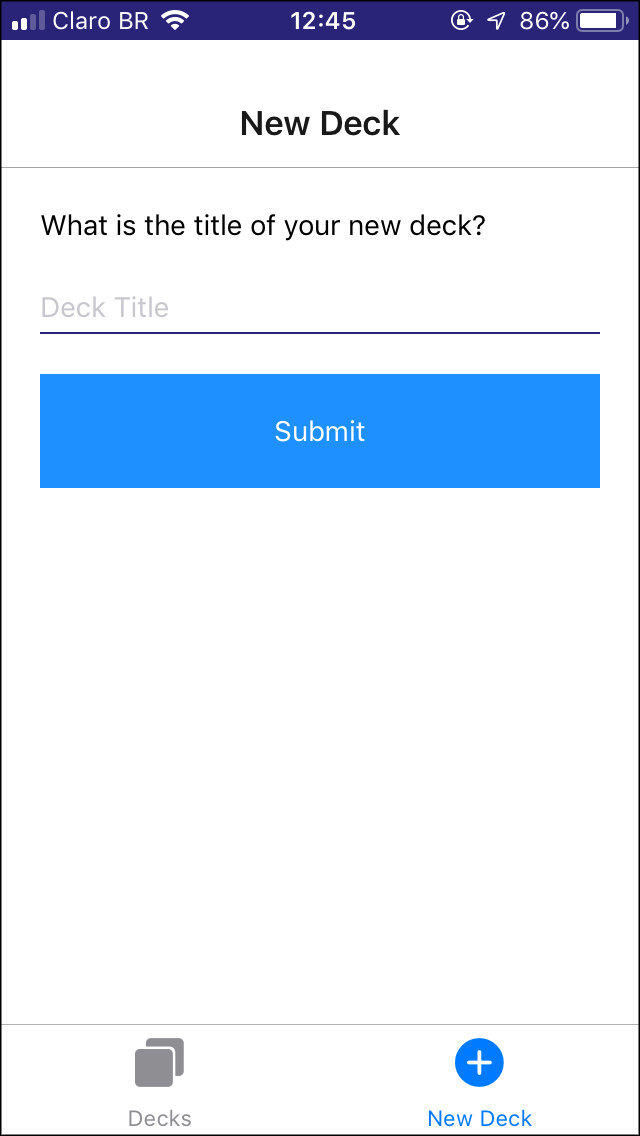 Claro BR 12:45 86%
New Deck
What is the title of your new deck?
Deck Title
Submit
Decks New Deck